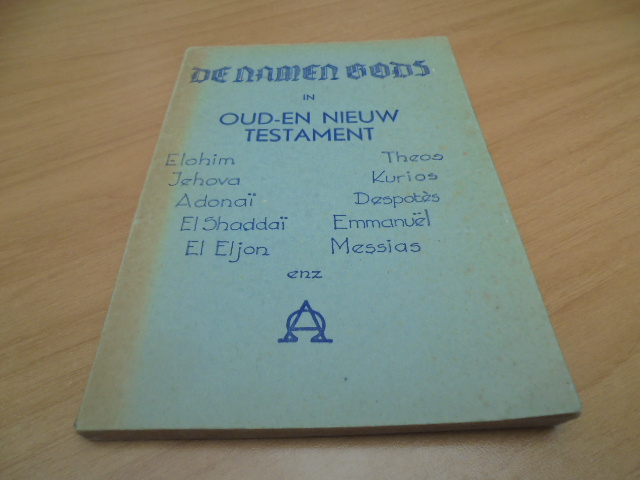 DE NAMEN GODS
IN
OUD-EN NIEUW
TESTAMENT
Elohim Theos
Jehova Kurios
Adonaï Despotès
El Shaddaï Emmanuël
El Eljon Messias
enz
ΑΩ